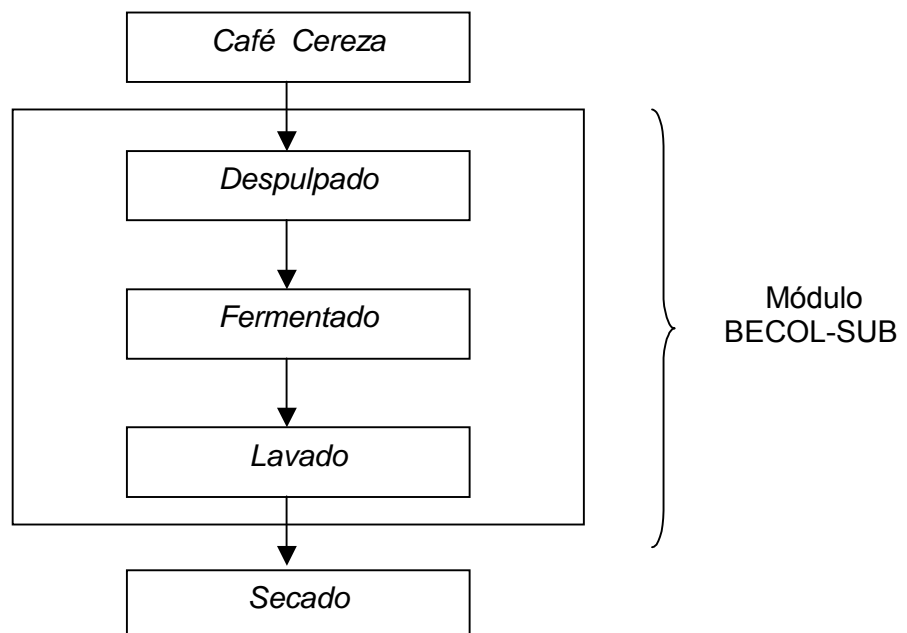 Café Cereza
Despulpado
Fermentado
Lavado
Módulo
BECOL-SUB
Secado